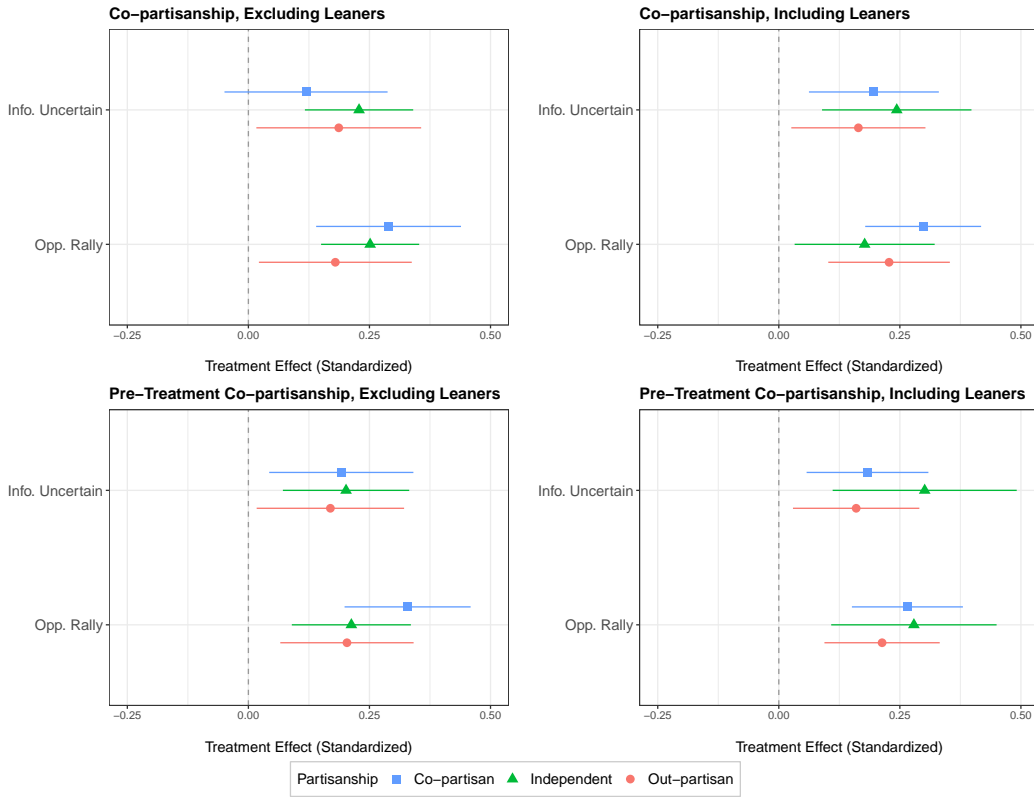 Co−partisanship, Excluding Leaners
Info. Uncertain
Opp. Rally
−0.25 0.00 0.25 0.50
Treatment Effect (Standardized)
Co−partisanship, Including Leaners
Info. Uncertain
Opp. Rally
−0.25 0.00 0.25 0.50
Treatment Effect (Standardized)
Pre−Treatment Co−partisanship, Excluding Leaners
Info. Uncertain
Opp. Rally
−0.25 0.00 0.25 0.50
Treatment Effect (Standardized)
Pre−Treatment Co−partisanship, Including Leaners
Info. Uncertain
Opp. Rally
−0.25 0.00 0.25 0.50
Treatment Effect (Standardized)
Partisanship Co−partisan Independent Out−partisan